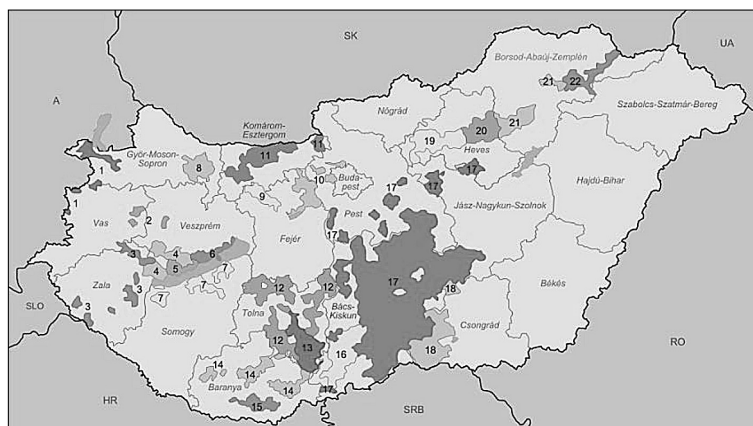 SK
UA
A
Borsod-Abaúj-Zemplén
21
22
Szabolcs-Szatmár-Bereg
Nógrád
Komárom-
Esztergom
11
11
Győr-Moson-
Sopron
8
1
1
19
20
21
Heves
17
17
9
10
Buda-
pest
17
Hajdú-Bihar
Jász-Nagykun-Szolnok
Pest
Vas
2
Veszprém
Fejér
17
3
4
6
4
5
7
7
7
Zala
3
3
SLO
Somogy
Tolna
12
12
12
13
Bács-
Kiskun
17
18
18
Békés
Csongrád
16
14
14
14
Baranya
15
17
HR
SRB
RO